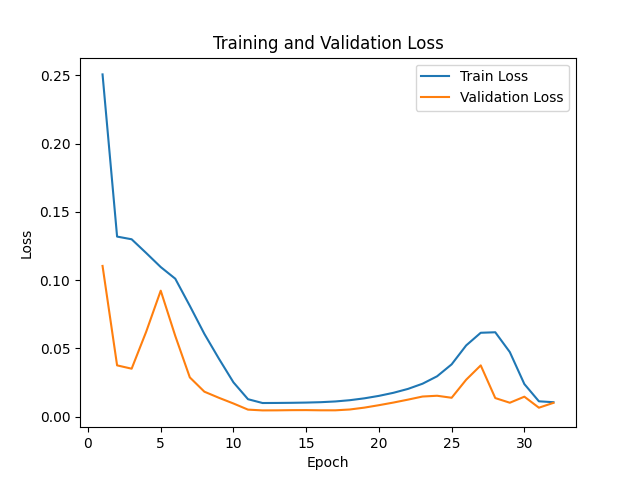 Training and Validation Loss
Train Loss
Validation Loss
Loss
0.25
0.20
0.15
0.10
0.05
0.00
0 5 10 15 20 25 30
Epoch